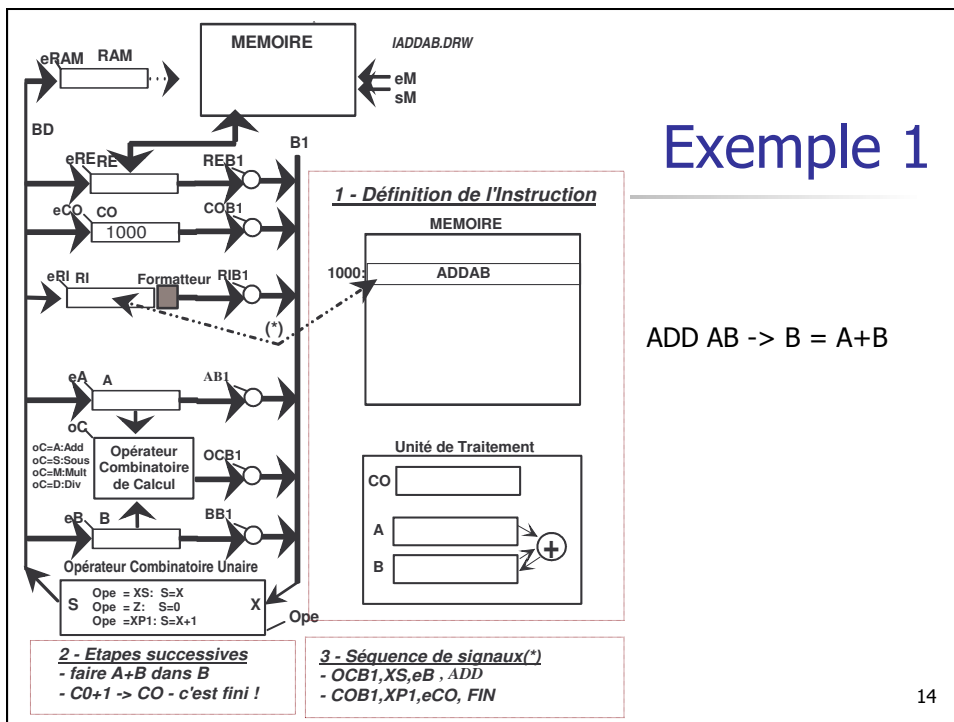 MEMOIRE
IADDAB.DRW
eRAM RAM
eM
sM
BD
B1
eRE RE
REB1
eCO CO
COB1
1000
eRI RI
Formatteur
RIB1
(*)
eA A
AB1
oC
oC=A:Add
oC=S:Sous
oC=M:Mult
oC=D:Div
Opérateur
Combinatoire
de Calcul
OCB1
eB B
BB1
Opérateur Combinatoire Unaire
S
Ope = XS: S=X
Ope = Z: S=0
Ope =XP1: S=X+1
X
Ope
1 - Définition de l'Instruction
MEMOIRE
1000: ADDAB
Unité de Traitement
CO
A
B
+
2 - Etapes successives
- faire A+B dans B
- C0+1 -> CO - c'est fini !
3 - Séquence de signaux(*)
- OCB1,XS,eB , ADD
- COB1,XP1,eCO, FIN
Exemple 1
ADD AB -> B = A+B
14